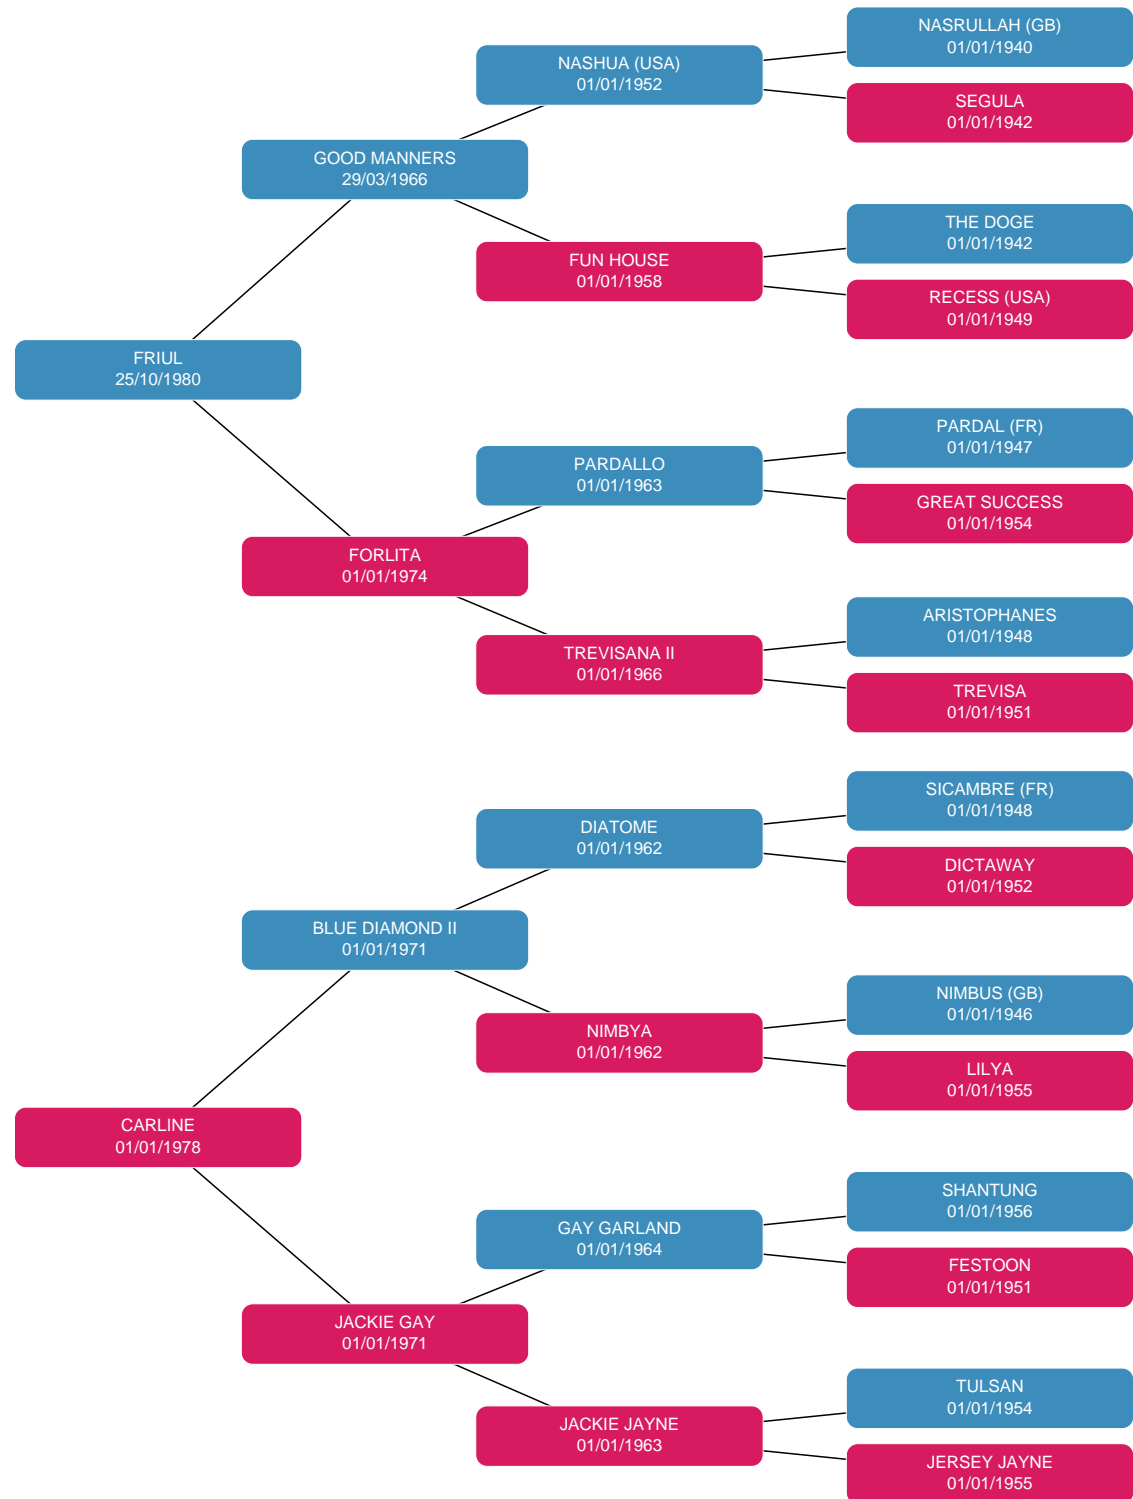 NASRULLAH (GB)
01/01/1940
NASHUA (USA)
01/01/1952
SEGULA
01/01/1942
GOOD MANNERS
29/03/1966
THE DOGE
01/01/1942
FUN HOUSE
01/01/1958
RECESS (USA)
01/01/1949
FRIUL
25/10/1980
PARDAL (FR)
01/01/1947
PARDALLO
01/01/1963
GREAT SUCCESS
01/01/1954
FORLITA
01/01/1974
ARISTOPHANES
01/01/1948
TREVISANA II
01/01/1966
TREVISA
01/01/1951
SICAMBRE (FR)
01/01/1948
DIATOME
01/01/1962
DICTAWAY
01/01/1952
BLUE DIAMOND II
01/01/1971
NIMBUS (GB)
01/01/1946
NIMBYA
01/01/1962
LILYA
01/01/1955
CARLINE
01/01/1978
SHANTUNG
01/01/1956
GAY GARLAND
01/01/1964
FESTOON
01/01/1951
JACKIE GAY
01/01/1971
TULSAN
01/01/1954
JACKIE JAYNE
01/01/1963
JERSEY JAYNE
01/01/1955